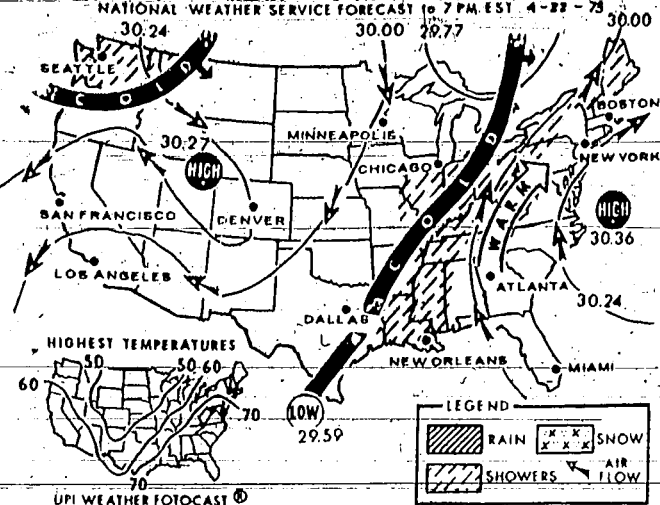 NATIONAL WEATHER SERVICE FORECAST to 7 PM EST 4-22-73
30.24
30.00
29.77
30.00
SEATTLE
COLD
BOSTON
MINNEAPOLIS
30.27
HIGH
CHICAGO
NEW YORK
COLD
WARM
SAN FRANCISCO
DENVER
HIGH
30.36
LOS ANGELES
ATLANTA
30.24
DALLAS
NEW ORLEANS
MIAMI
HIGHEST TEMPERATURES
50
50
60
60
70
70
LOW
29.59
LEGEND
RAIN
SNOW
SHOWERS
AIR FLOW
UPI WEATHER FOTOCAST ®